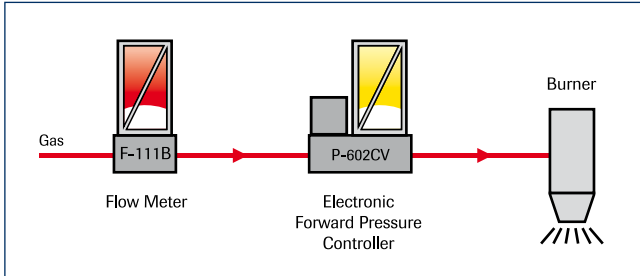 Gas
F-111B
Flow Meter
P-602CV
Electronic
Forward Pressure
Controller
Burner